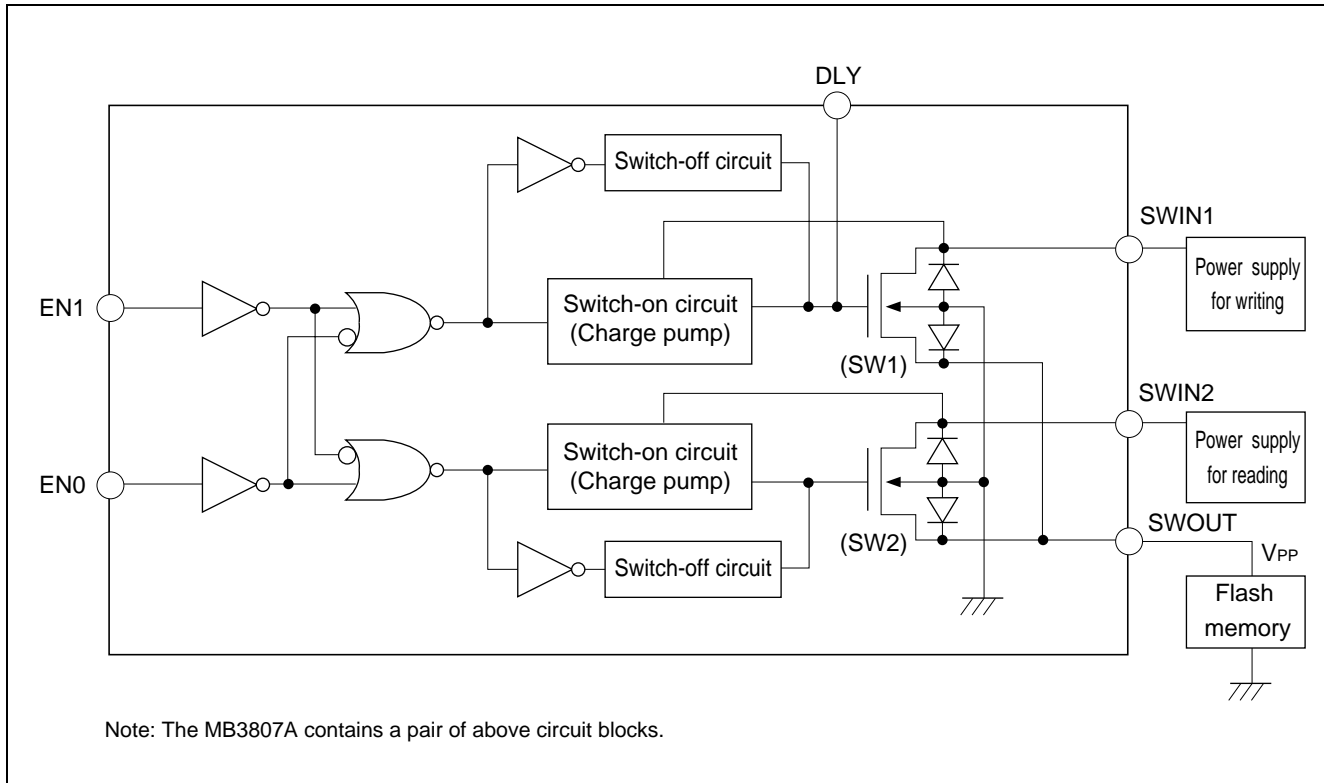 DLY
Switch-off circuit
SWIN1
Power supply
for writing
EN1
Switch-on circuit
(Charge pump)
(SW1)
SWIN2
Power supply
for reading
Switch-on circuit
(Charge pump)
EN0
SWOUT
(SW2)
VPP
Switch-off circuit
Flash
memory
Note: The MB3807A contains a pair of above circuit blocks.